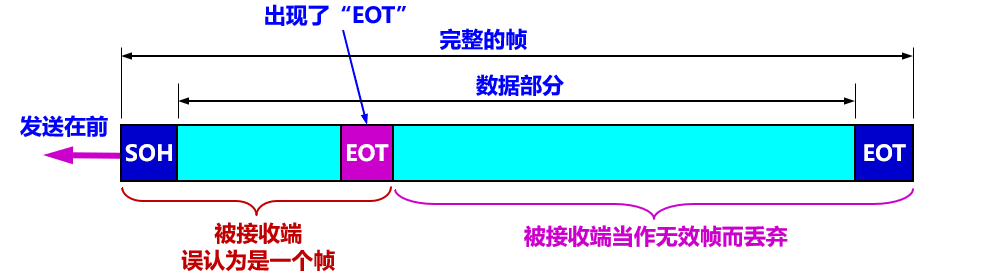 出现了“EOT”
完整的帧
数据部分
发送在前
SOH
EOT
EOT
被接收端
误认为是一个帧
被接收端当作无效帧而丢弃